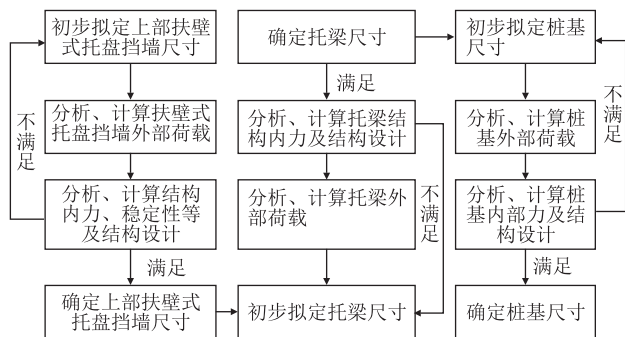 初步拟定上部扶壁
式托盘挡墙尺寸
不满足
分析、计算扶壁式
托盘挡墙外部荷载
分析、计算结构
内力、稳定性等
及结构设计
满足
确定上部扶壁式
托盘挡墙尺寸
确定托梁尺寸
满足
分析、计算托梁结
构内力及结构设计
不满足
分析、计算托梁外
部荷载
初步拟定托梁尺寸
初步拟定桩基
尺寸
不满足
分析、计算桩
基外部荷载
分析、计算桩
基内部力及结
构设计
满足
确定桩基尺寸